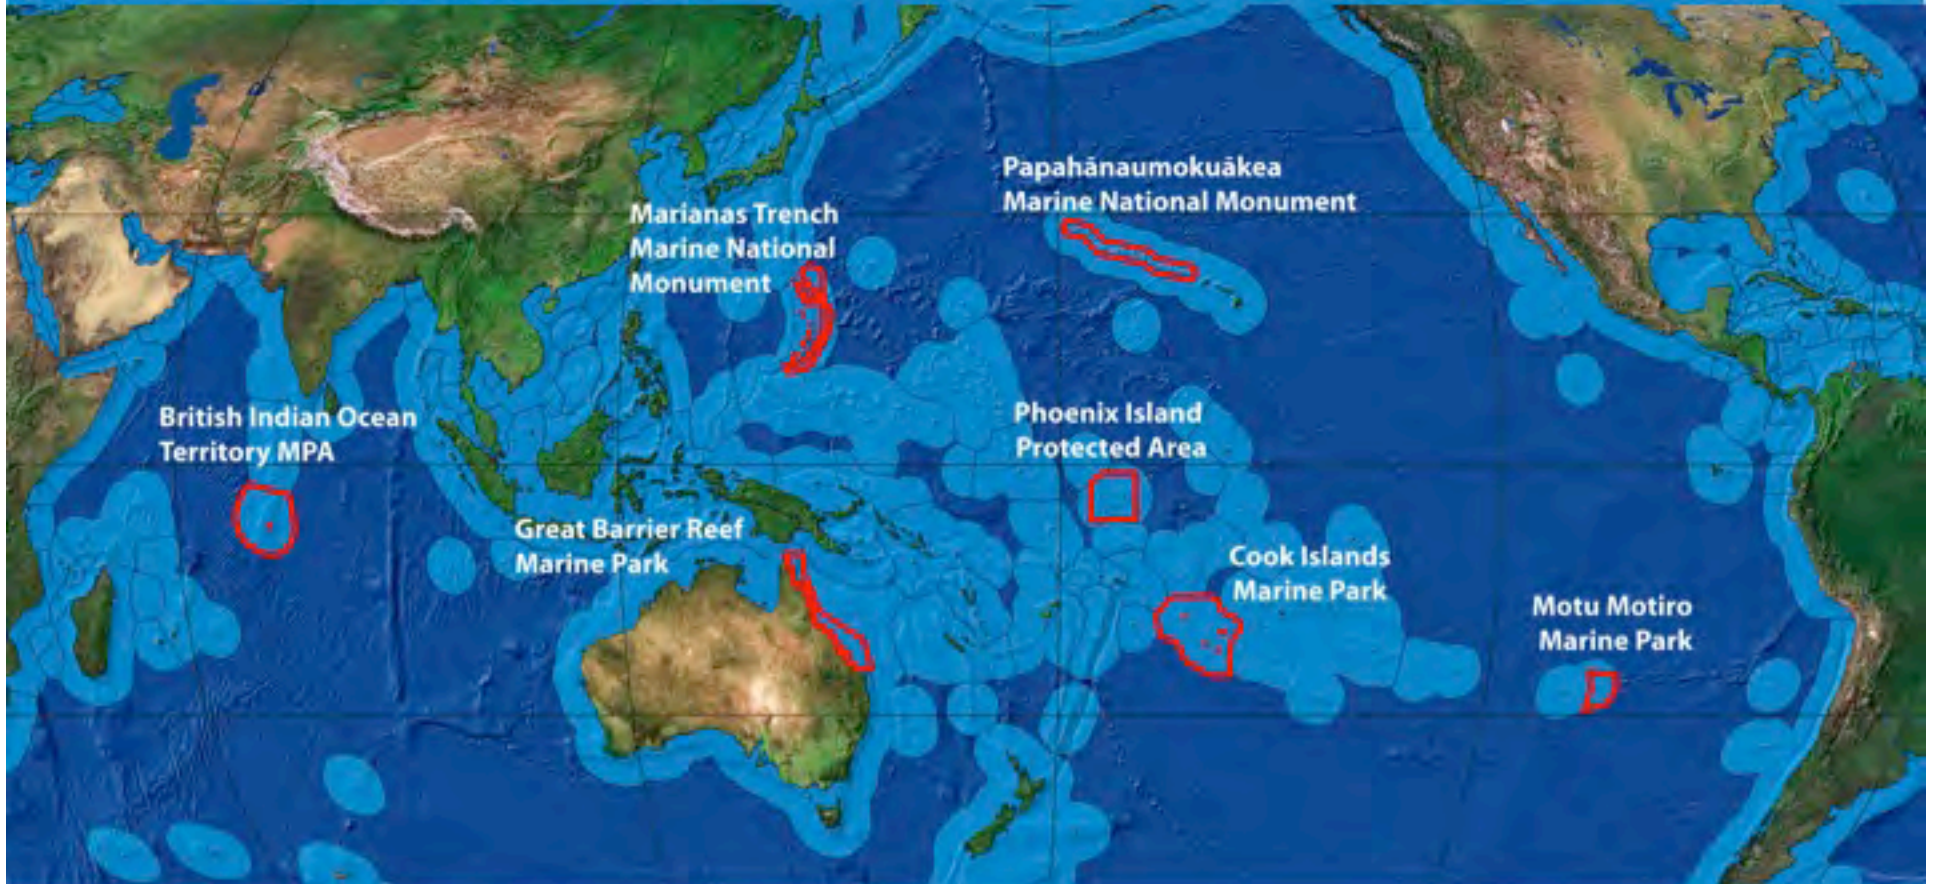 Papahānaumokuākea
Marine National Monument
Marianas Trench
Marine National
Monument
British Indian Ocean
Territory MPA
Phoenix Island
Protected Area
Great Barrier Reef
Marine Park
Cook Islands
Marine Park
Motu Motiro
Marine Park